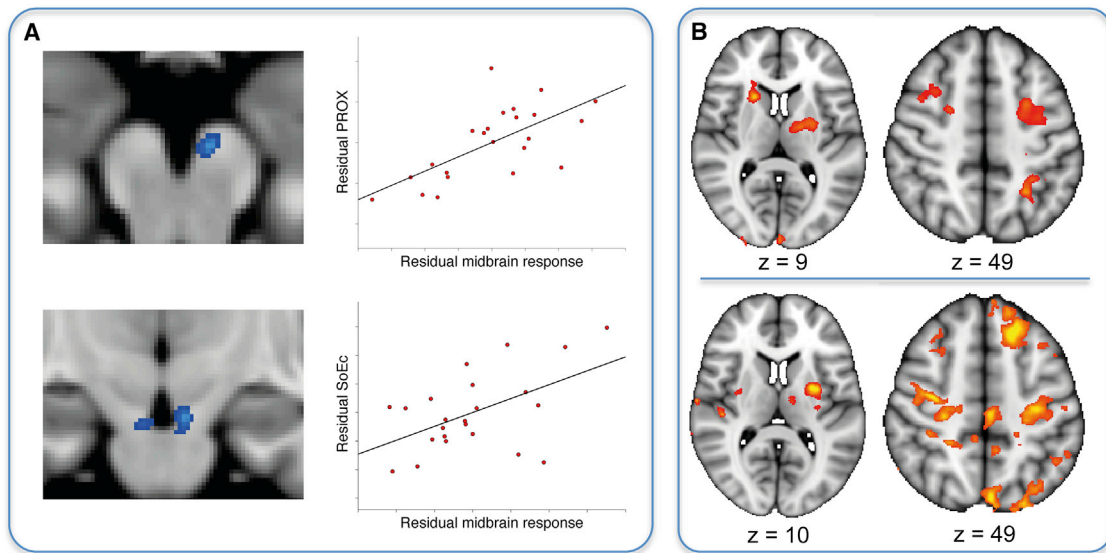 A
Residual PROX
Residual midbrain response
Residual SoEc
Residual midbrain response
B
z = 9
z = 49
z = 10
z = 49